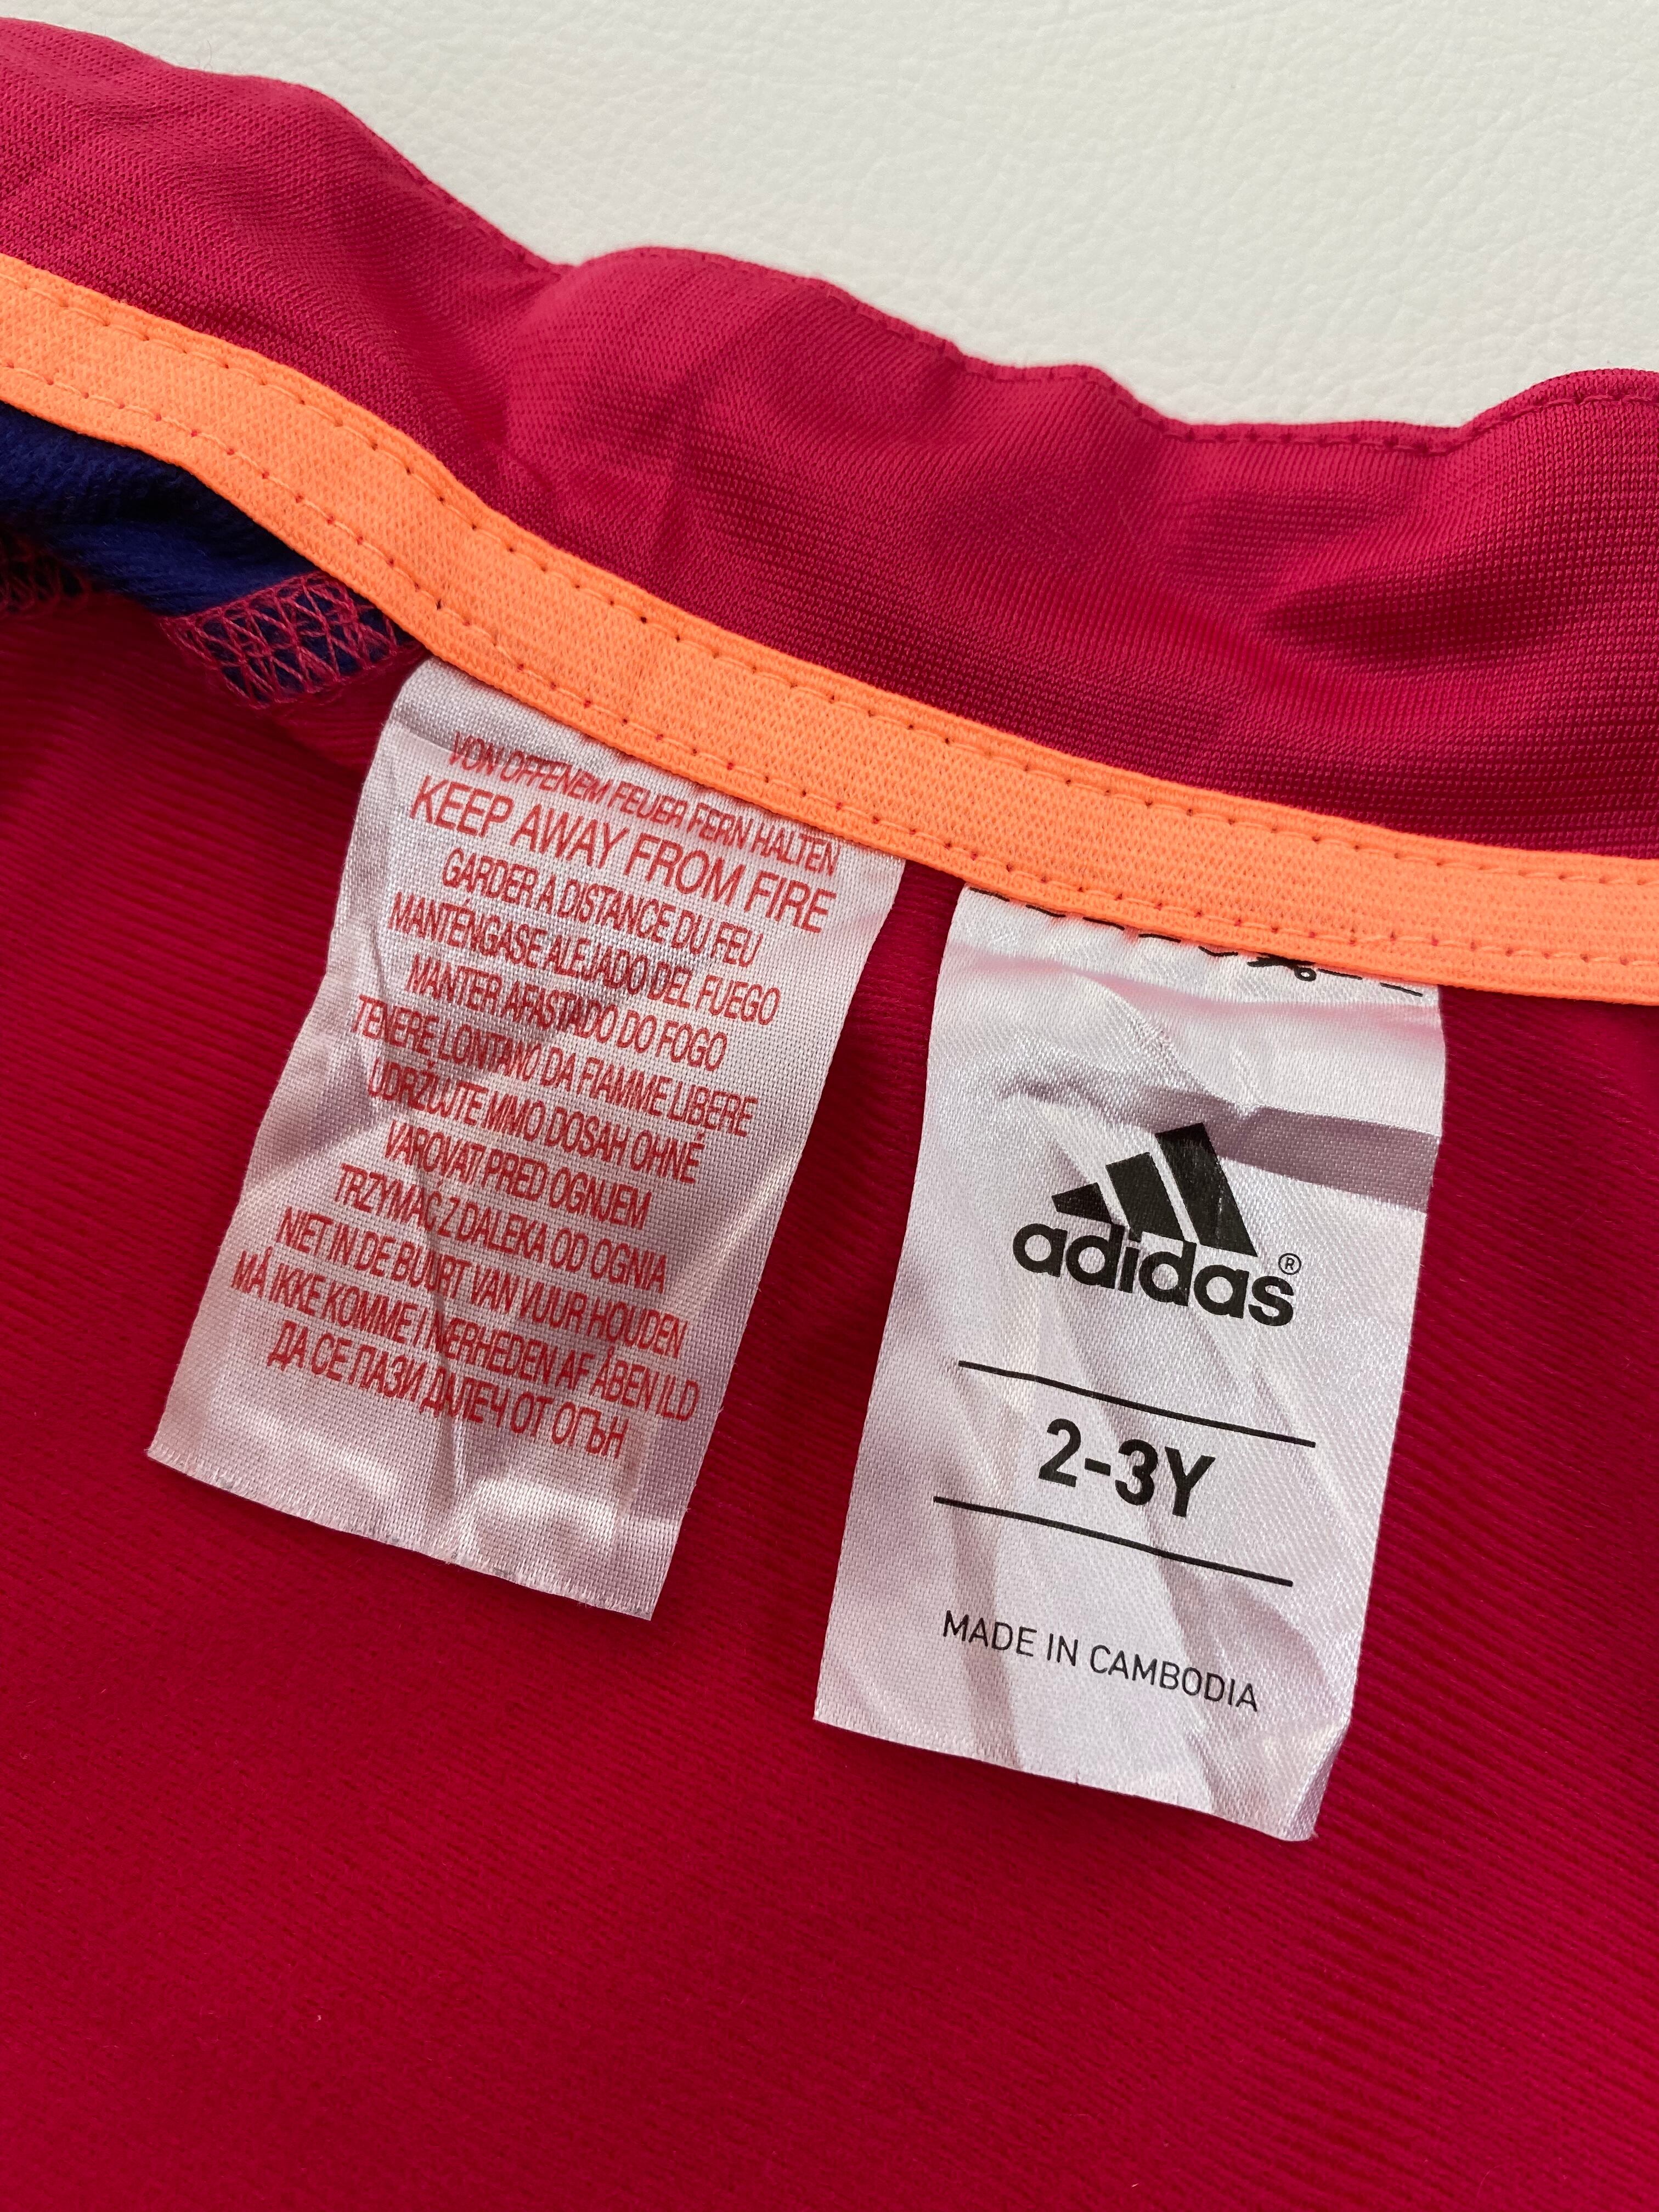 VON OFFENEM FEUER FERN HALTEN
KEEP AWAY FROM FIRE
GARDER A DISTANCE DU FEU
MANTÉNGASE ALEJADO DEL FUEGO
MANTER AFASTADO DO FOGO
TENERE LONTANO DA FIAMME LIBERE
UDRŽUJTE MMO DOSAH OHNĚ
VAROVATI PRED OGNJEM
TRZYMAĆ Z DALEKA OD OGNIA
NIET IN DE BUURT VAN VUUR HOUDEN
MÅ IKKE KOMME I NÆRHEDEN AF ÅBEN ILD
ДА СЕ ПАЗИ ДАЛЕЧ ОТ ОГЪН
adidas®
2-3Y
MADE IN CAMBODIA